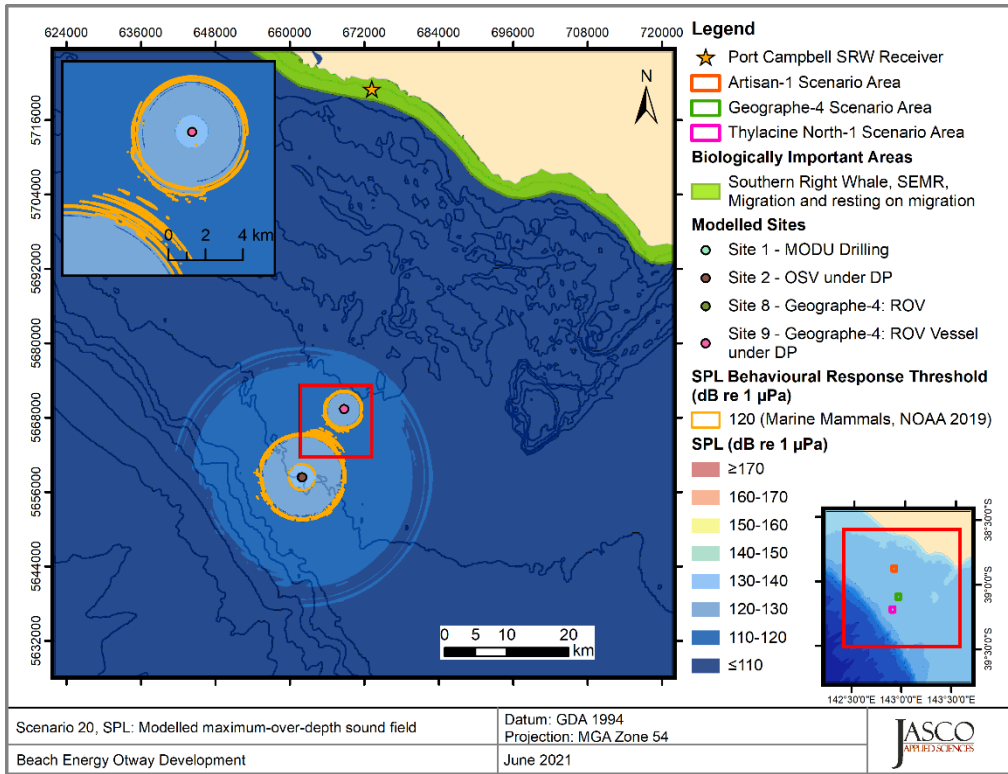 624000 636000 648000 660000 672000 684000 696000 708000 720000
5716000
5704000
5692000
5680000
5668000
5656000
5644000
5632000
0 2 4 km
N
0 5 10 20
km
Legend
Port Campbell SRW Receiver
Artisan-1 Scenario Area
Geographe-4 Scenario Area
Thylacine North-1 Scenario Area
Biologically Important Areas
Southern Right Whale, SEMR,
Migration and resting on migration
Modelled Sites
Site 1 - MODU Drilling
Site 2 - OSV under DP
Site 8 - Geographe-4: ROV
Site 9 - Geographe-4: ROV Vessel
under DP
SPL Behavioural Response Threshold
(dB re 1 µPa)
120 (Marine Mammals, NOAA 2019)
SPL (dB re 1 µPa)
≥170
160-170
150-160
140-150
130-140
120-130
110-120
≤110
38°30'0"S
39°0'0"S
39°30'0"S
142°30'0"E 143°0'0"E 143°30'0"E
Scenario 20, SPL: Modelled maximum-over-depth sound field
Datum: GDA 1994
Projection: MGA Zone 54
Beach Energy Otway Development
June 2021
JASCO
APPLIED SCIENCES